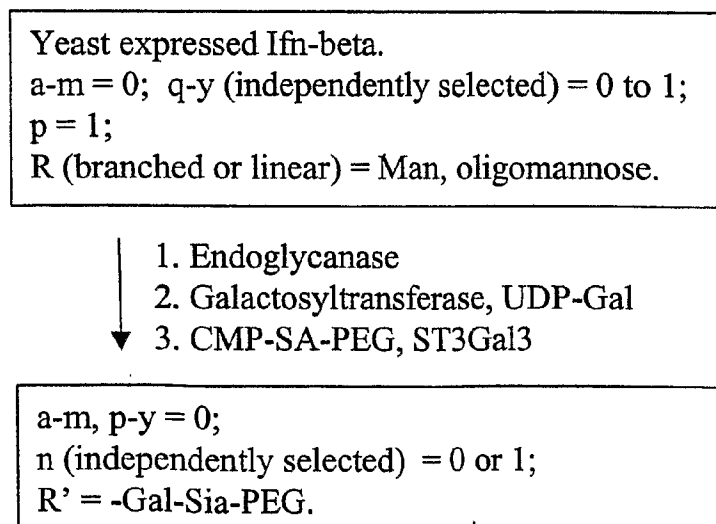 Yeast expressed Ifn-beta.
a-m = 0; q-y (independently selected) = 0 to 1;
p = 1;
R (branched or linear) = Man, oligomannose.
1. Endoglycanase
2. Galactosyltransferase, UDP-Gal
3. CMP-SA-PEG, ST3Gal3
a-m, p-y = 0;
n (independently selected) = 0 or 1;
R' = -Gal-Sia-PEG.